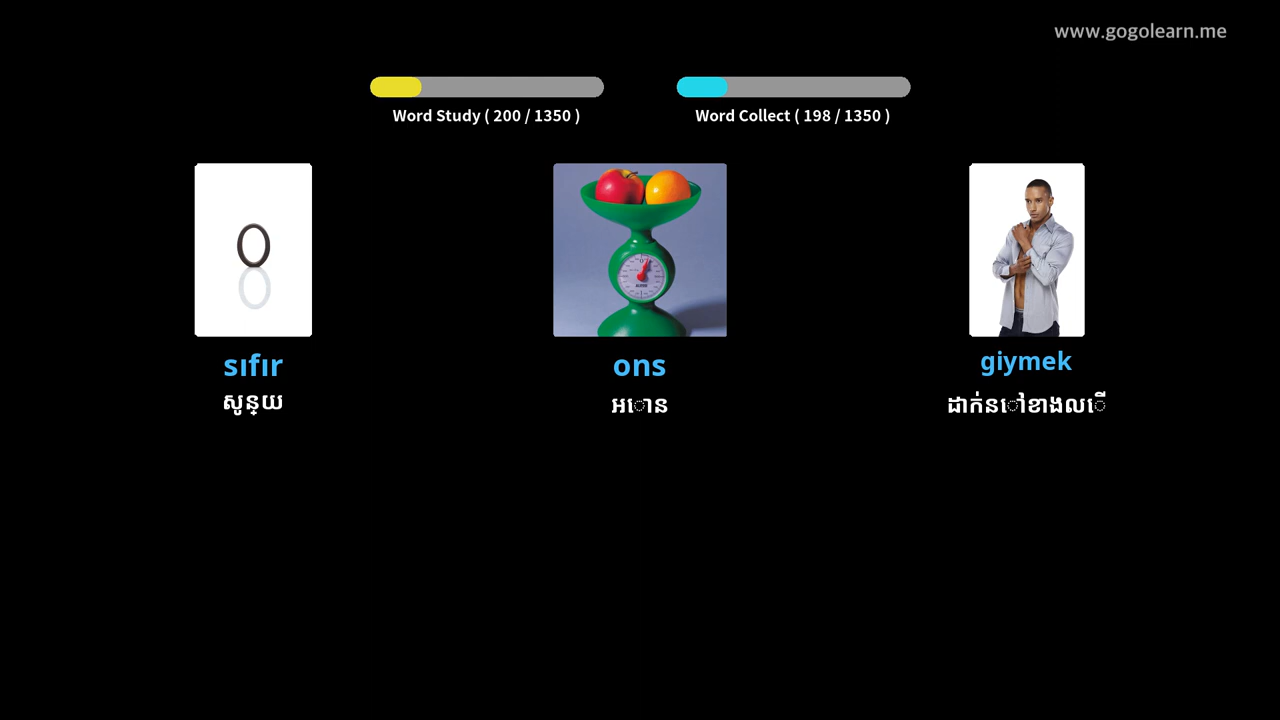 www.gogolearn.me
Word Study ( 200 / 1350 )
Word Collect ( 198 / 1350 )
sıfır
ons
giymek
សូន្យ
អោន
ដាក់នៅខាងលើ